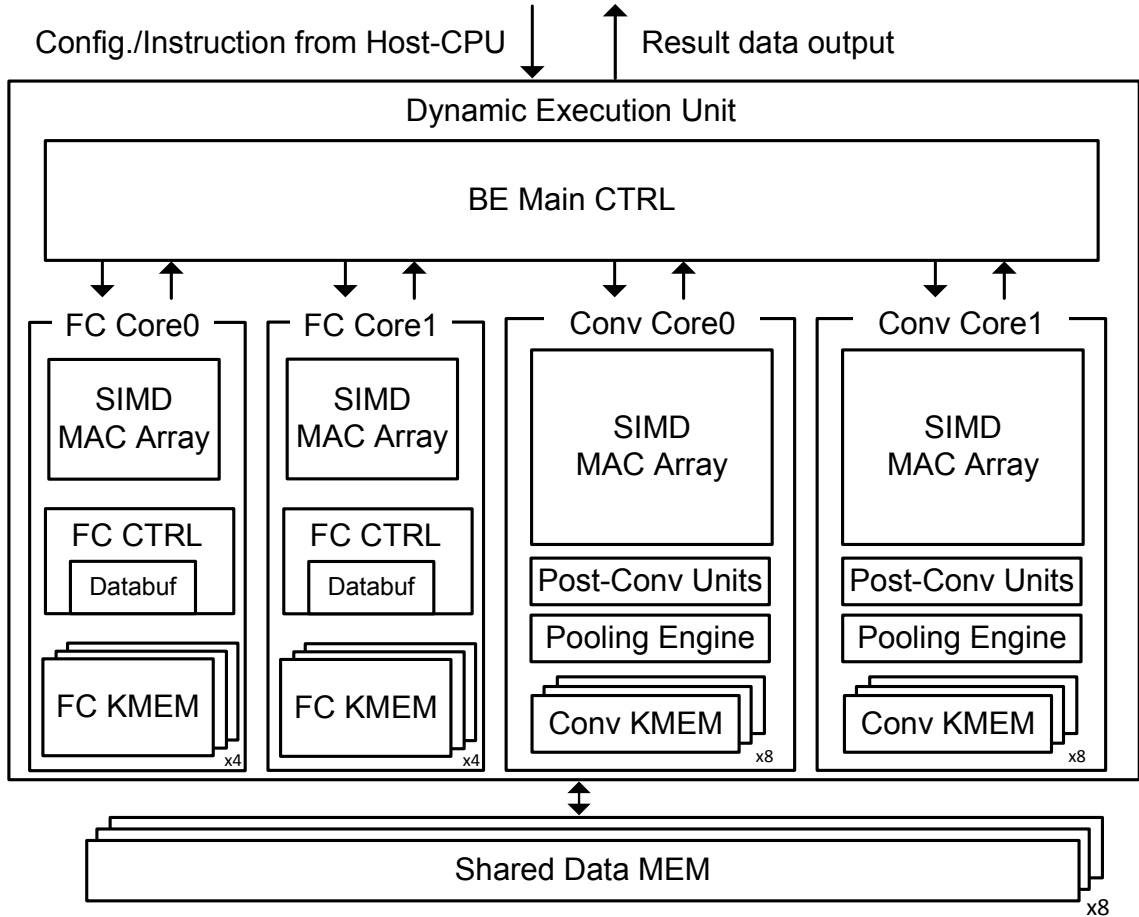 Config./Instruction from Host-CPU
Result data output
Dynamic Execution Unit
BE Main CTRL
FC Core0
SIMD
MAC Array
FC CTRL
Databuf
FC KMEM
x4
FC Core1
SIMD
MAC Array
FC CTRL
Databuf
FC KMEM
x4
Conv Core0
SIMD
MAC Array
Post-Conv Units
Pooling Engine
Conv KMEM
x8
Conv Core1
SIMD
MAC Array
Post-Conv Units
Pooling Engine
Conv KMEM
x8
Shared Data MEM
x8